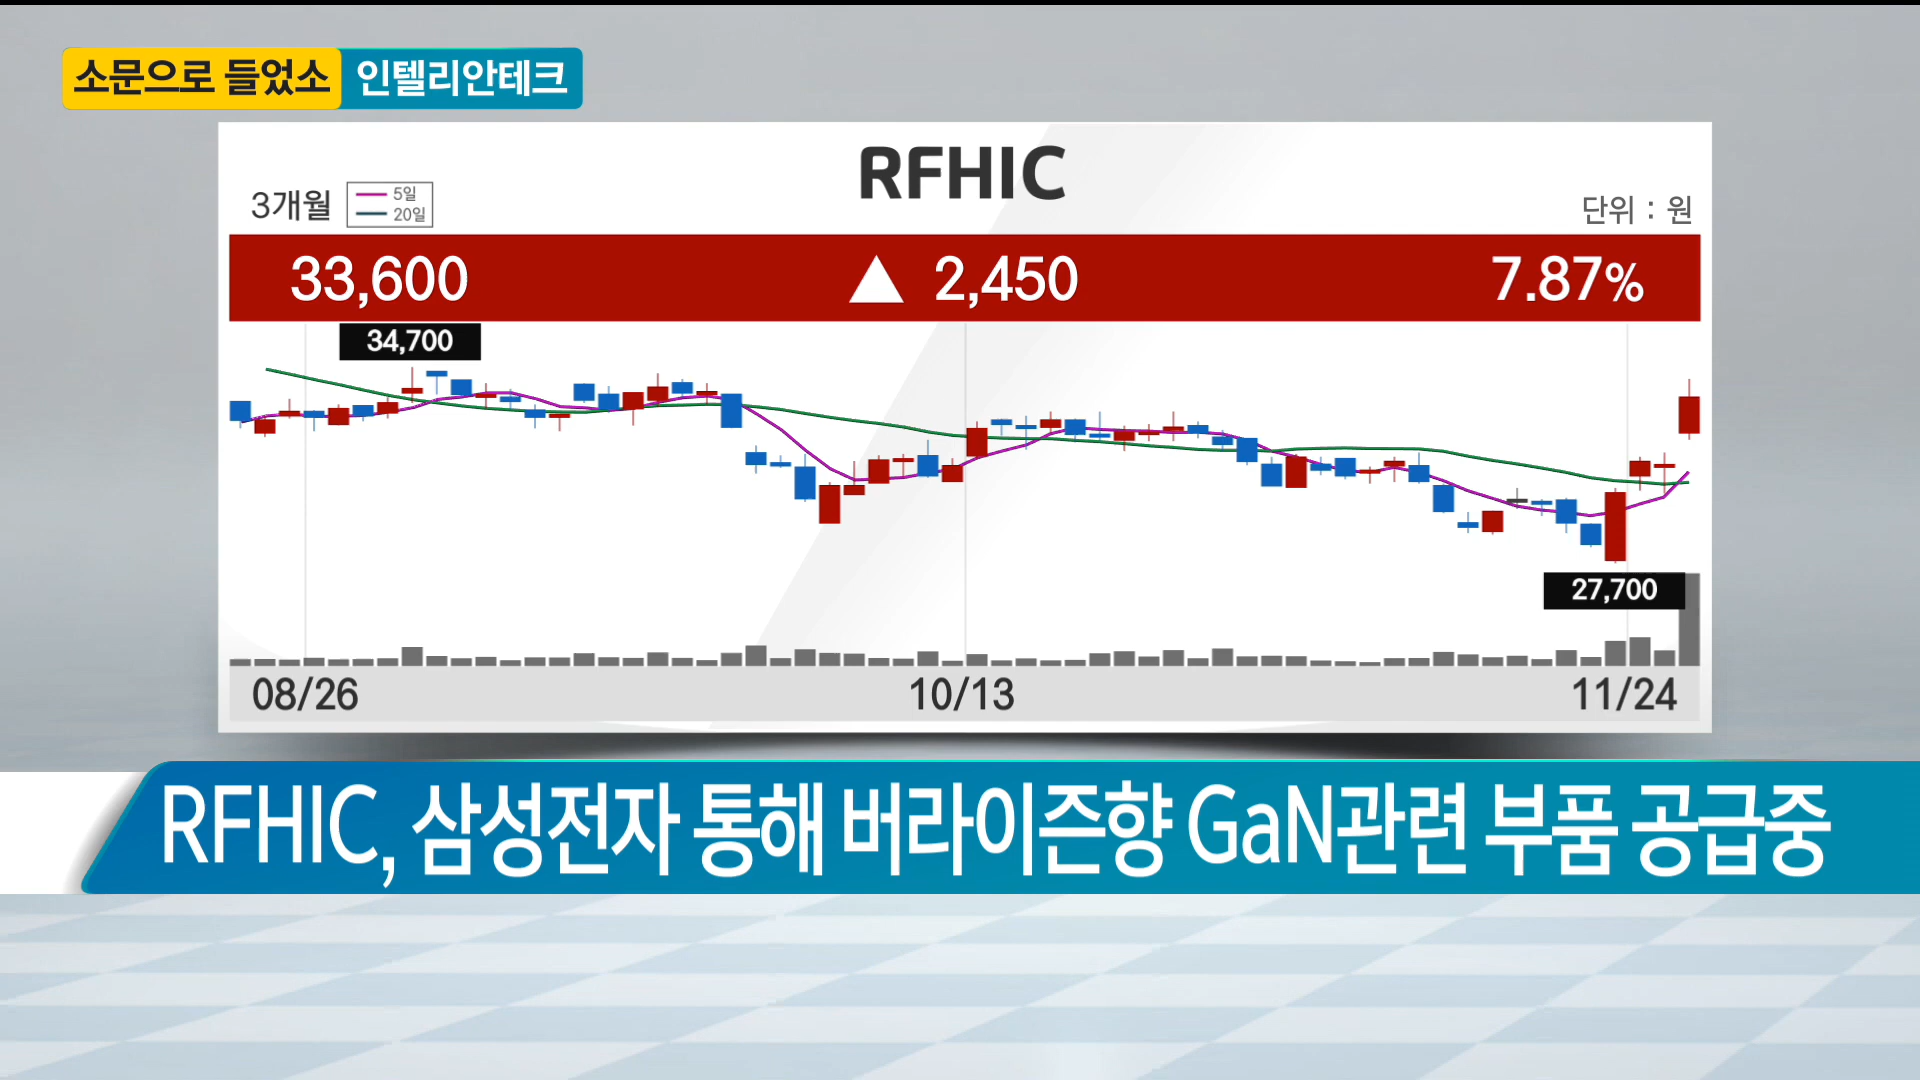 소문으로 들었소 인텔리안테크
RFHIC
3개월 5일
20일
단위 : 원
33,600 ▲ 2,450 7.87%
34,700
27,700
08/26 10/13 11/24
RFHIC, 삼성전자 통해 버라이즌향 GaN관련 부품 공급중